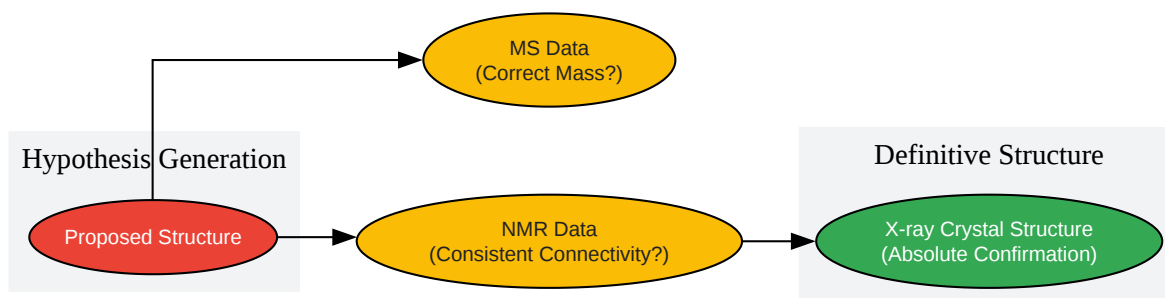 MS Data
(Correct Mass?)
Hypothesis Generation
Proposed Structure
NMR Data
(Consistent Connectivity?)
Definitive Structure
X-ray Crystal Structure
(Absolute Confirmation)